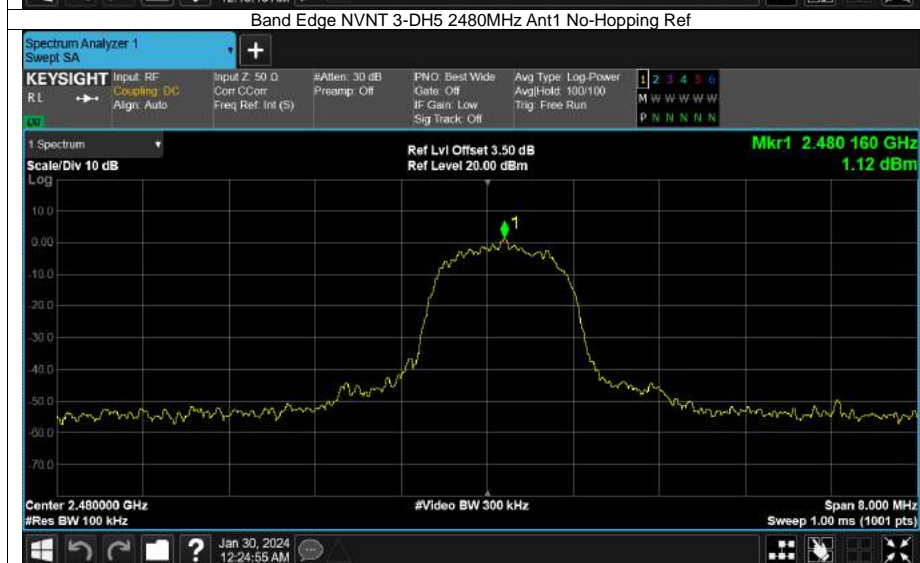 Band Edge NVNT 3-DH5 2480MHz Ant1 No-Hopping Ref
Spectrum Analyzer 1
Swept SA
+
KEYSIGHT Input: RF Input Z: 50 Ω #Atten: 30 dB PNO: Best Wide Avg Type: Log-Power 1 2 3 4 5 6
RL Coupling: DC Corr CCorr Preamp: Off Gate: Off Avg|Hold: 100/100 M W W W W W
Align: Auto Freq Ref: Int (S) IF Gain: Low Trig: Free Run
Sig Track: Off P N N N N N
LXI
1 Spectrum Ref Lvl Offset 3.50 dB Mkr1 2.480 160 GHz
Scale/Div 10 dB Ref Level 20.00 dBm 1.12 dBm
Log
10.0
1
0.00
-10.0
-20.0
-30.0
-40.0
-50.0
-60.0
-70.0
Center 2.480000 GHz #Video BW 300 kHz Span 8.000 MHz
#Res BW 100 kHz Sweep 1.00 ms (1001 pts)
? Jan 30, 2024
12:24:55 AM